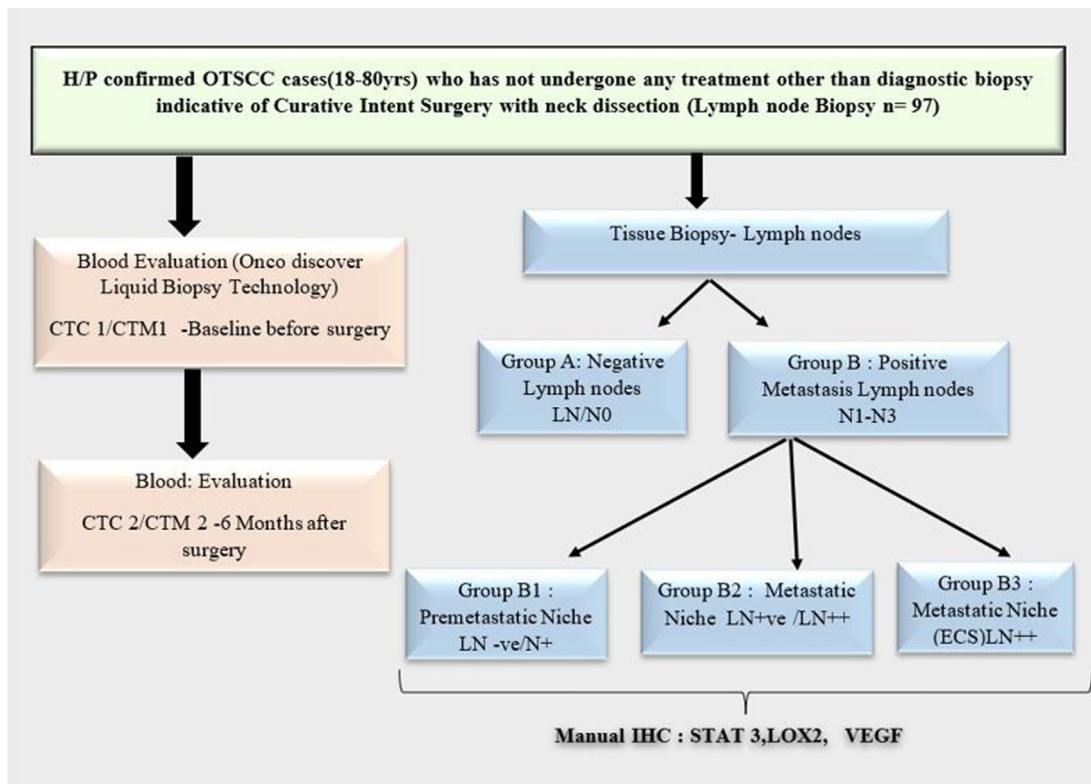 H/P confirmed OTSCC cases(18-80yrs) who has not undergone any treatment other than diagnostic biopsy
indicative of Curative Intent Surgery with neck dissection (Lymph node Biopsy n= 97)
Blood Evaluation (Onco discover
Liquid Biopsy Technology)
CTC 1/CTM1 -Baseline before surgery
Blood: Evaluation
CTC 2/CTM 2 -6 Months after
surgery
Tissue Biopsy- Lymph nodes
Group A: Negative
Lymph nodes
LN/N0
Group B : Positive
Metastasis Lymph nodes
N1-N3
Group B1 :
Premetastatic Niche
LN -ve/N+
Group B2 : Metastatic
Niche LN+ve /LN++
Group B3 :
Metastatic Niche
(ECS)LN++
Manual IHC : STAT 3,LOX2, VEGF